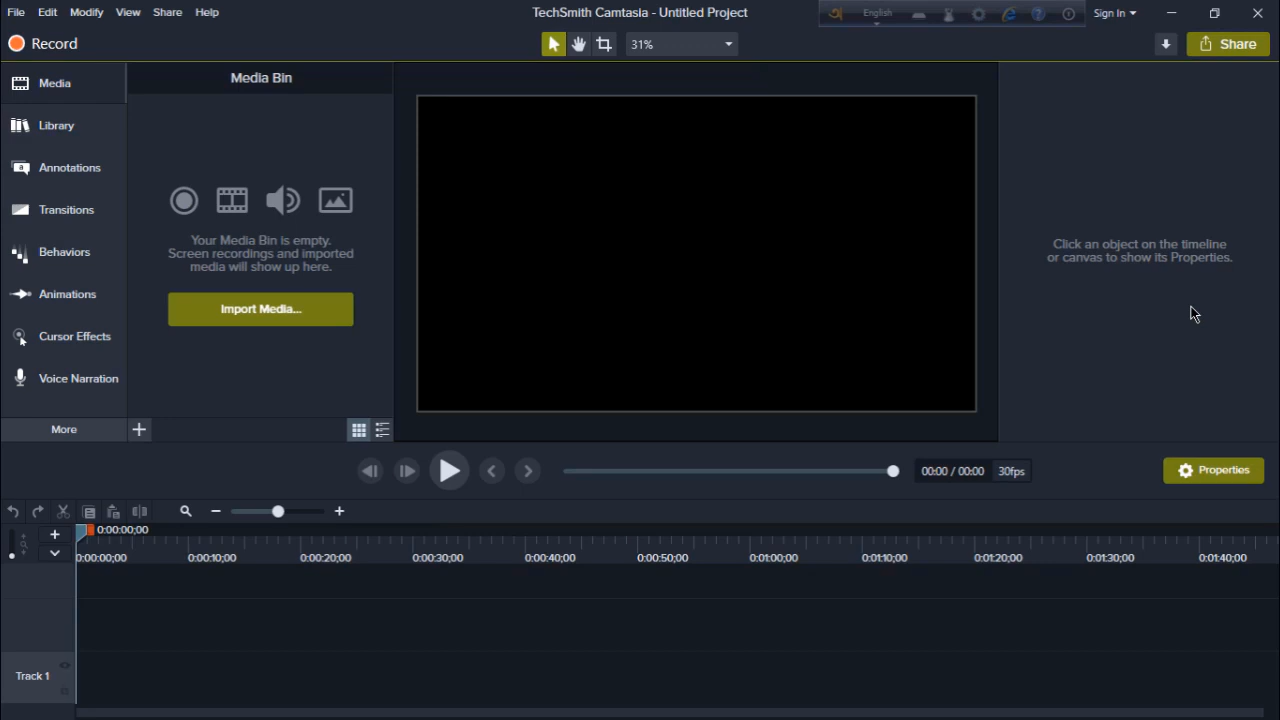 File Edit Modify View Share Help
TechSmith Camtasia - Untitled Project
English
Sign In
Record
31%
Share
Media
Library
Annotations
Transitions
Behaviors
Animations
Cursor Effects
Voice Narration
More
Media Bin
Your Media Bin is empty.
Screen recordings and imported
media will show up here.
Import Media...
Click an object on the timeline
or canvas to show its Properties.
00:00 / 00:00 30fps
Properties
0:00:00;00
0:00:00;00 0:00:10;00 0:00:20;00 0:00:30;00 0:00:40;00 0:00:50;00 0:01:00;00 0:01:10;00 0:01:20;00 0:01:30;00 0:01:40;00
Track 1